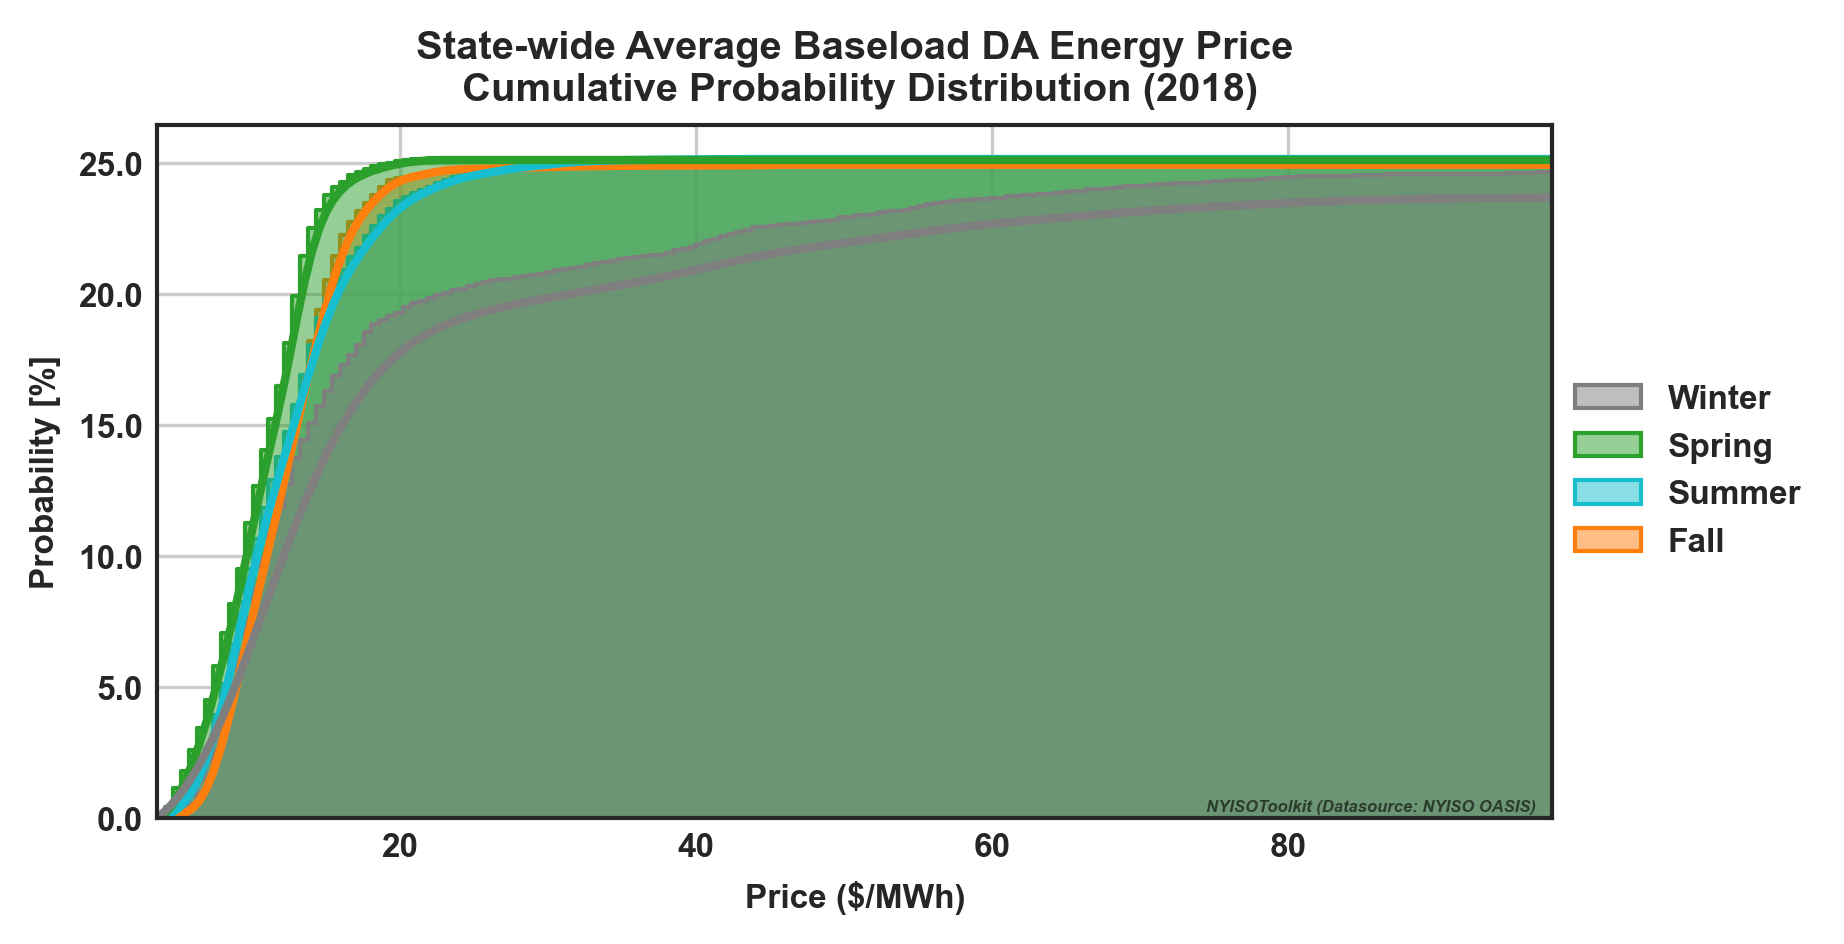 State-wide Average Baseload DA Energy Price
Cumulative Probability Distribution (2018)
Probability [%]
25.0
20.0
15.0
10.0
5.0
0.0
20
40
60
80
Price ($/MWh)
Winter
Spring
Summer
Fall
NYISOToolkit (Datasource: NYISO OASIS)